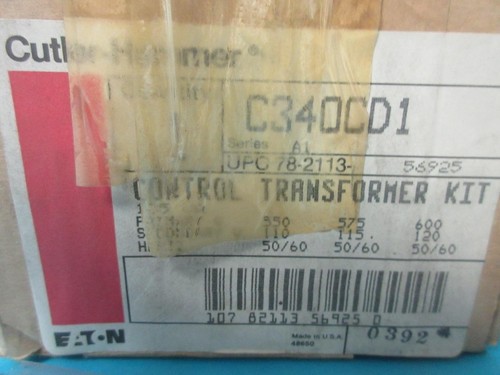 Cutler-Hammer®
C340CD1
Series A1
UPC 78-2113- 56925
CONTROL TRANSFORMER KIT
550 575 600
110 115 120
50/60 50/60 50/60
107 82113 56925 0
EATON
Made in U.S.A.
0392